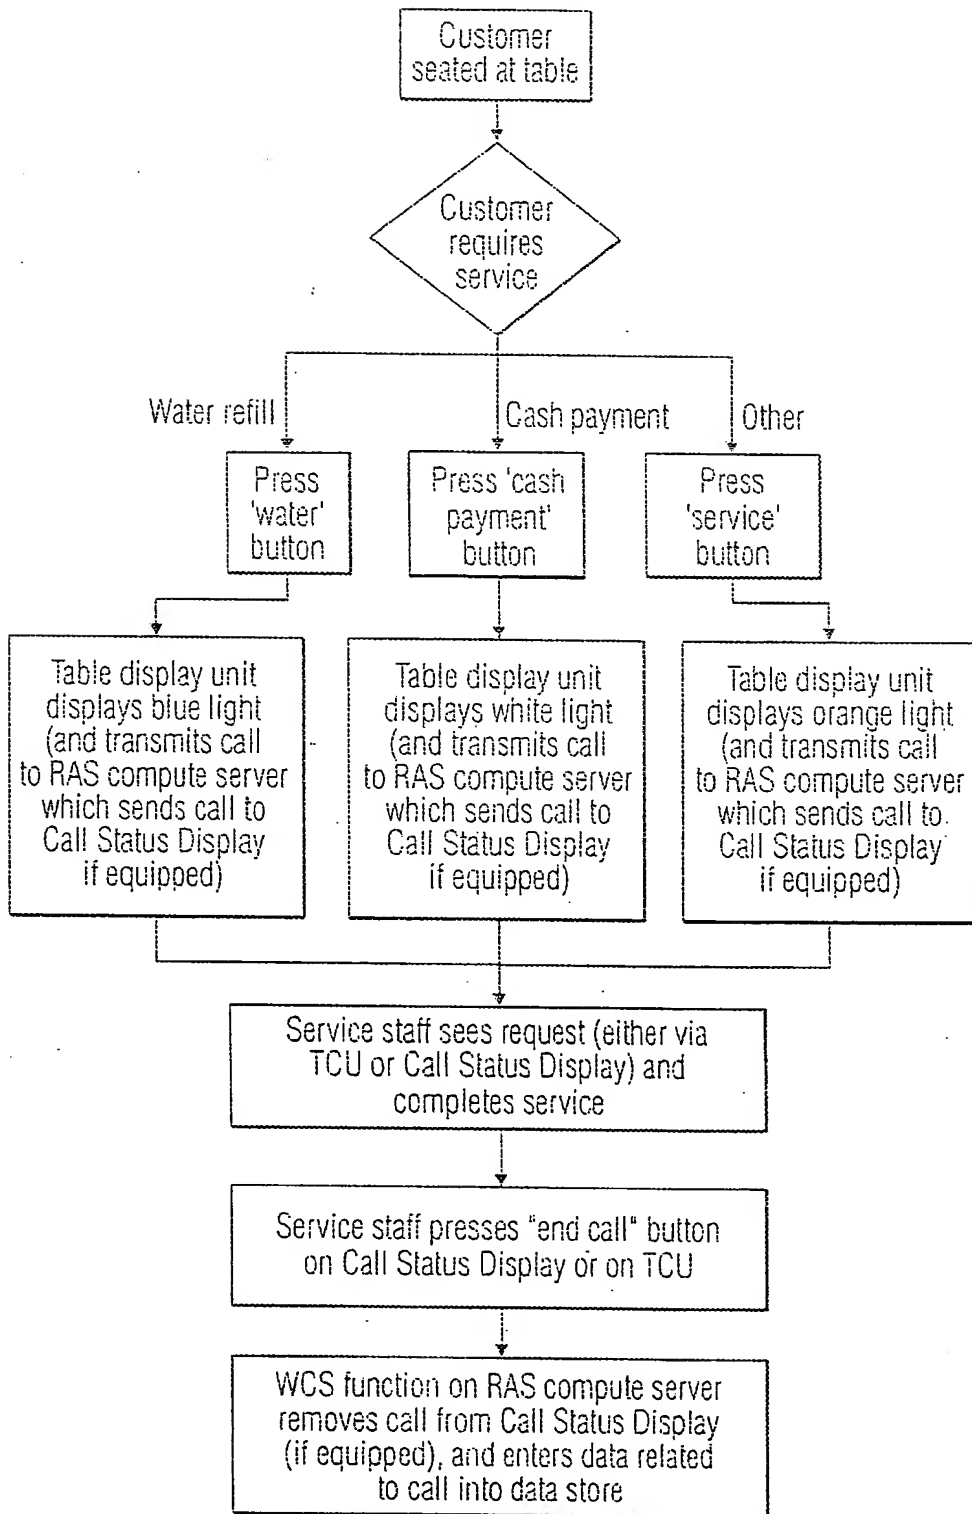 Customer
seated at table
Customer
requires
service
Water refill
Cash payment
Other
Press
'water'
button
Press 'cash
payment'
button
Press
'service'
button
Table display unit
displays blue light
(and transmits call
to RAS compute server
which sends call to
Call Status Display
if equipped)
Table display unit
displays white light
(and transmits call
to RAS compute server
which sends call to
Call Status Display
if equipped)
Table display unit
displays orange light
(and transmits call
to RAS compute server
which sends call to
Call Status Display
if equipped)
Service staff sees request (either via
TCU or Call Status Display) and
completes service
Service staff presses "end call" button
on Call Status Display or on TCU
WCS function on RAS compute server
removes call from Call Status Display
(if equipped), and enters data related
to call into data store